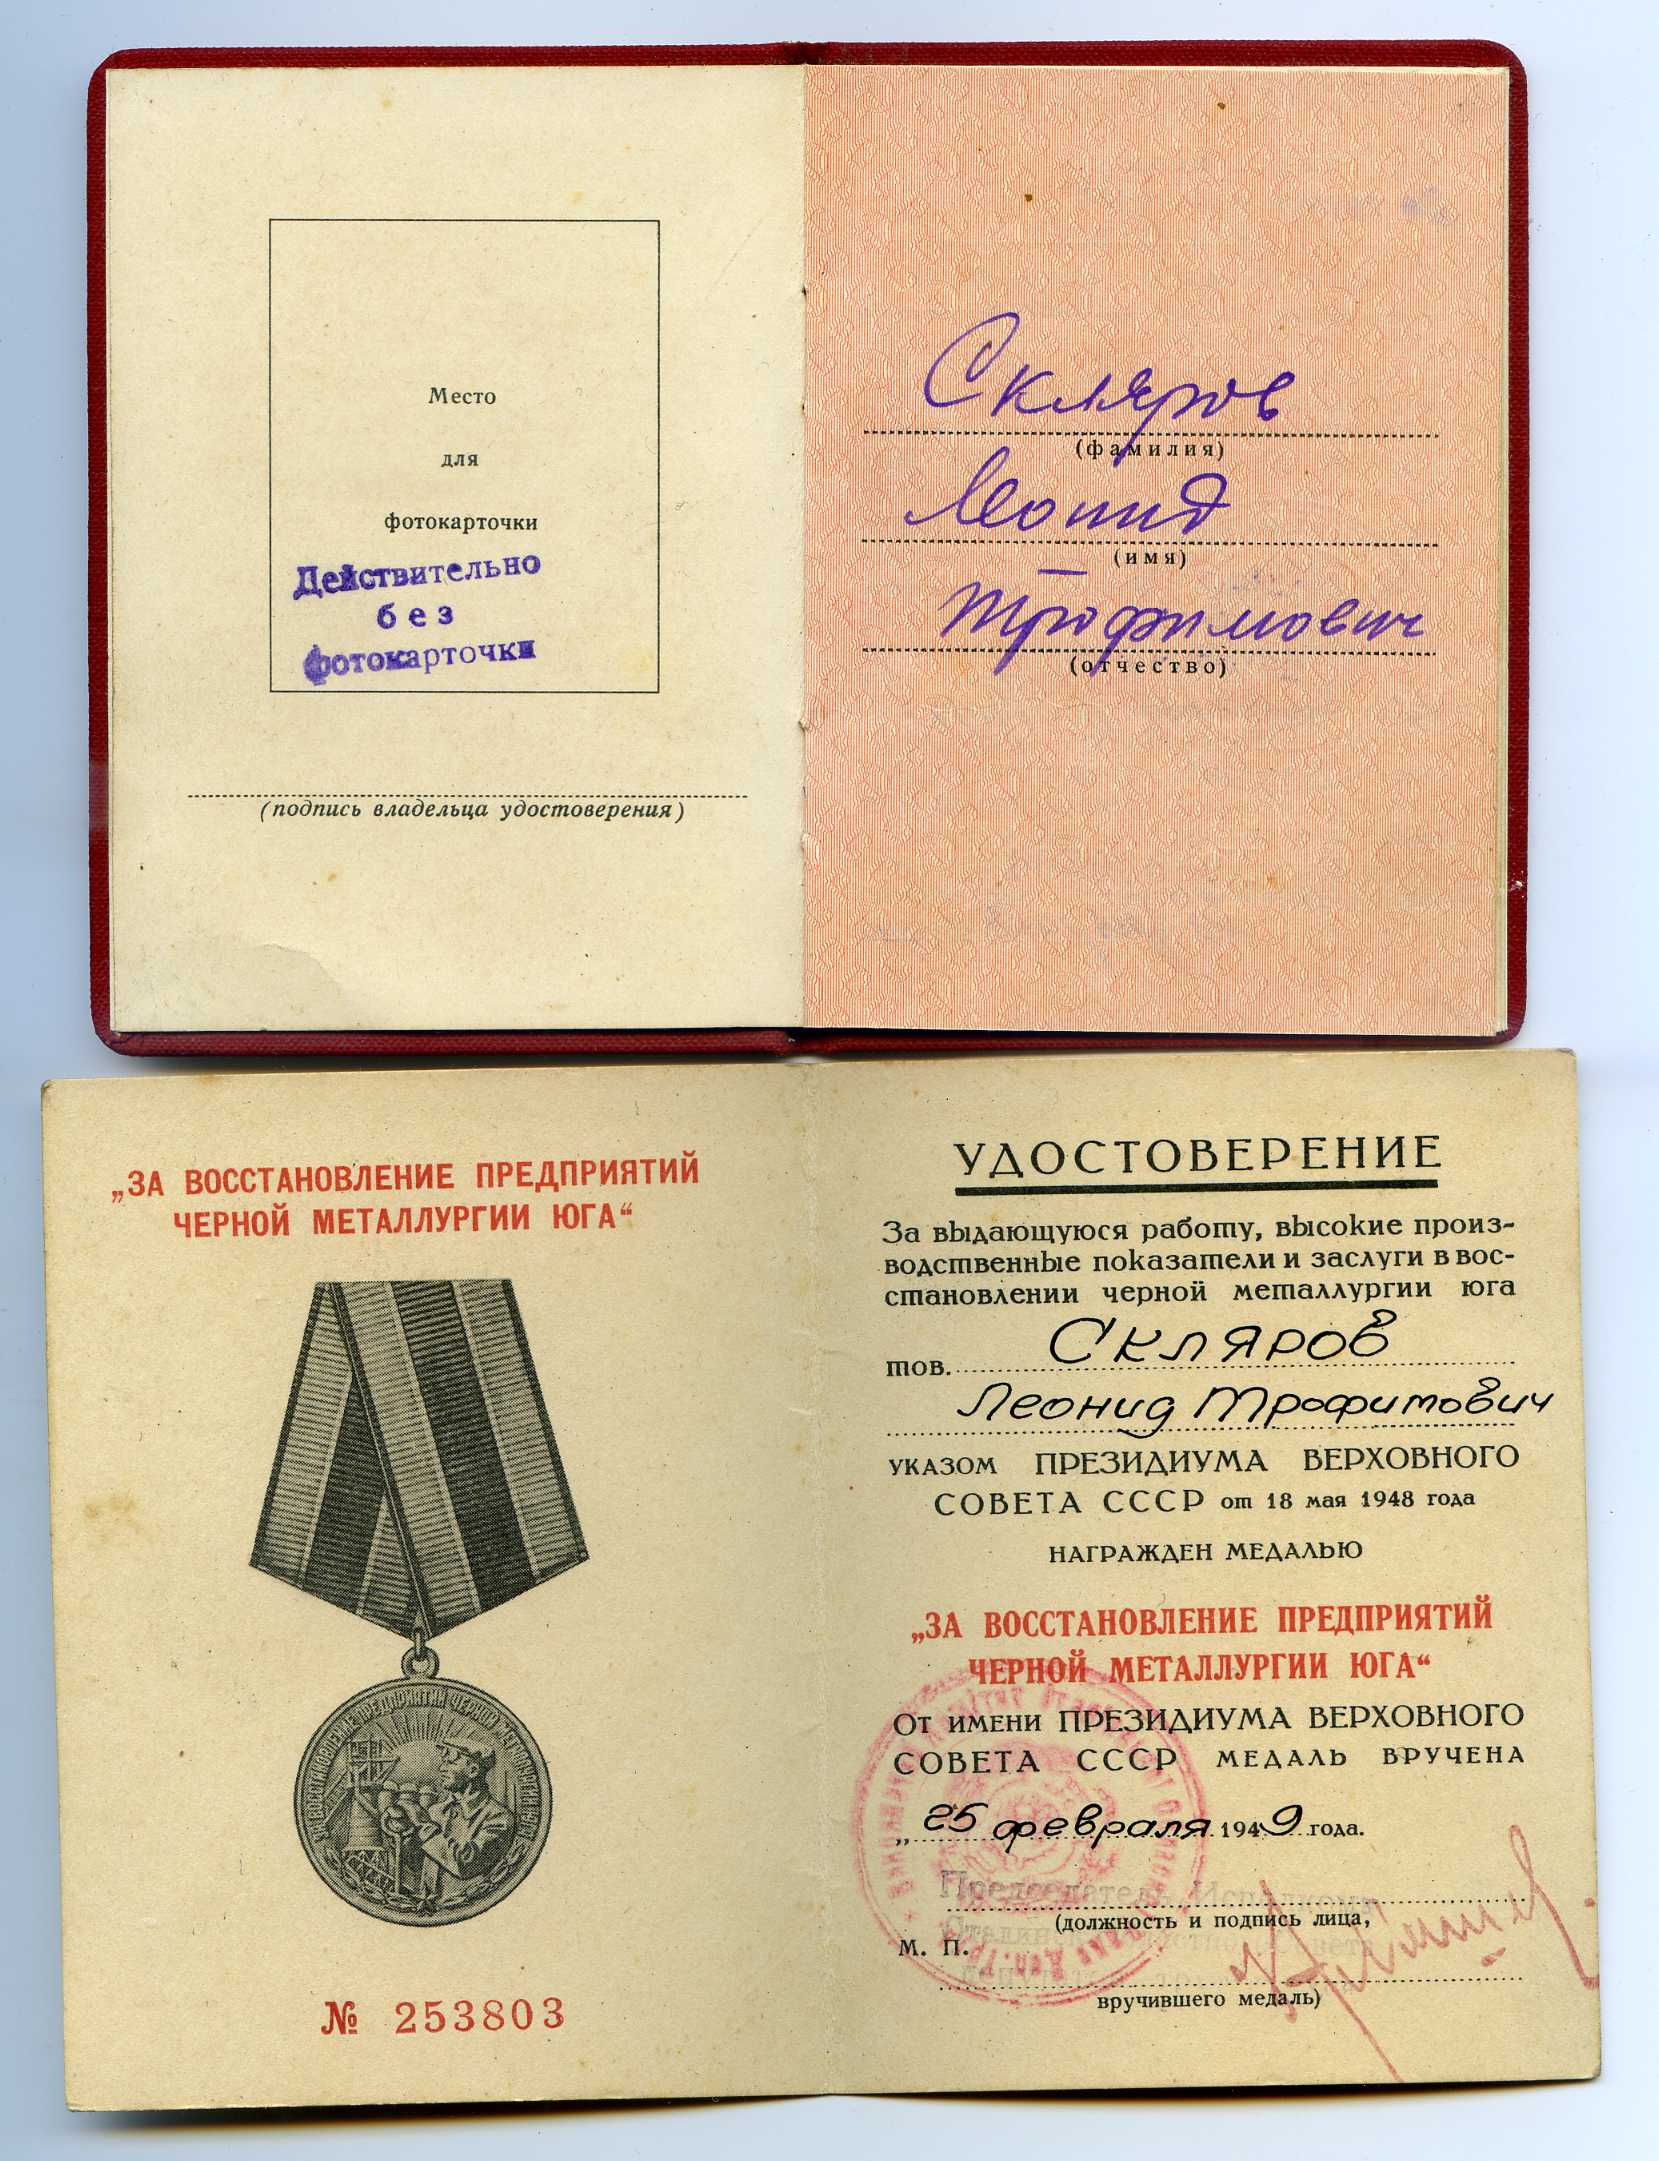 Место
для
фотокарточки
Действительно
без
фотокарточки
(подпись владельца удостоверения)
Скляров
(фамилия)
Леонид
(имя)
Трофимович
(отчество)
„ЗА ВОССТАНОВЛЕНИЕ ПРЕДПРИЯТИЙ
ЧЕРНОЙ МЕТАЛЛУРГИИ ЮГА“
№ 253803
УДОСТОВЕРЕНИЕ
За выдающуюся работу, высокие произ-
водственные показатели и заслуги в вос-
становлении черной металлургии юга
тов. Скляров
Леонид Трофимович
УКАЗОМ ПРЕЗИДИУМА ВЕРХОВНОГО
СОВЕТА СССР от 18 мая 1948 года
НАГРАЖДЕН МЕДАЛЬЮ
„ЗА ВОССТАНОВЛЕНИЕ ПРЕДПРИЯТИЙ
ЧЕРНОЙ МЕТАЛЛУРГИИ ЮГА“
От имени ПРЕЗИДИУМА ВЕРХОВНОГО
СОВЕТА СССР МЕДАЛЬ ВРУЧЕНА
„25 февраля 1949 года.
Председатель Исполкома
(должность и подпись лица,
М. П.
вручившего медаль)